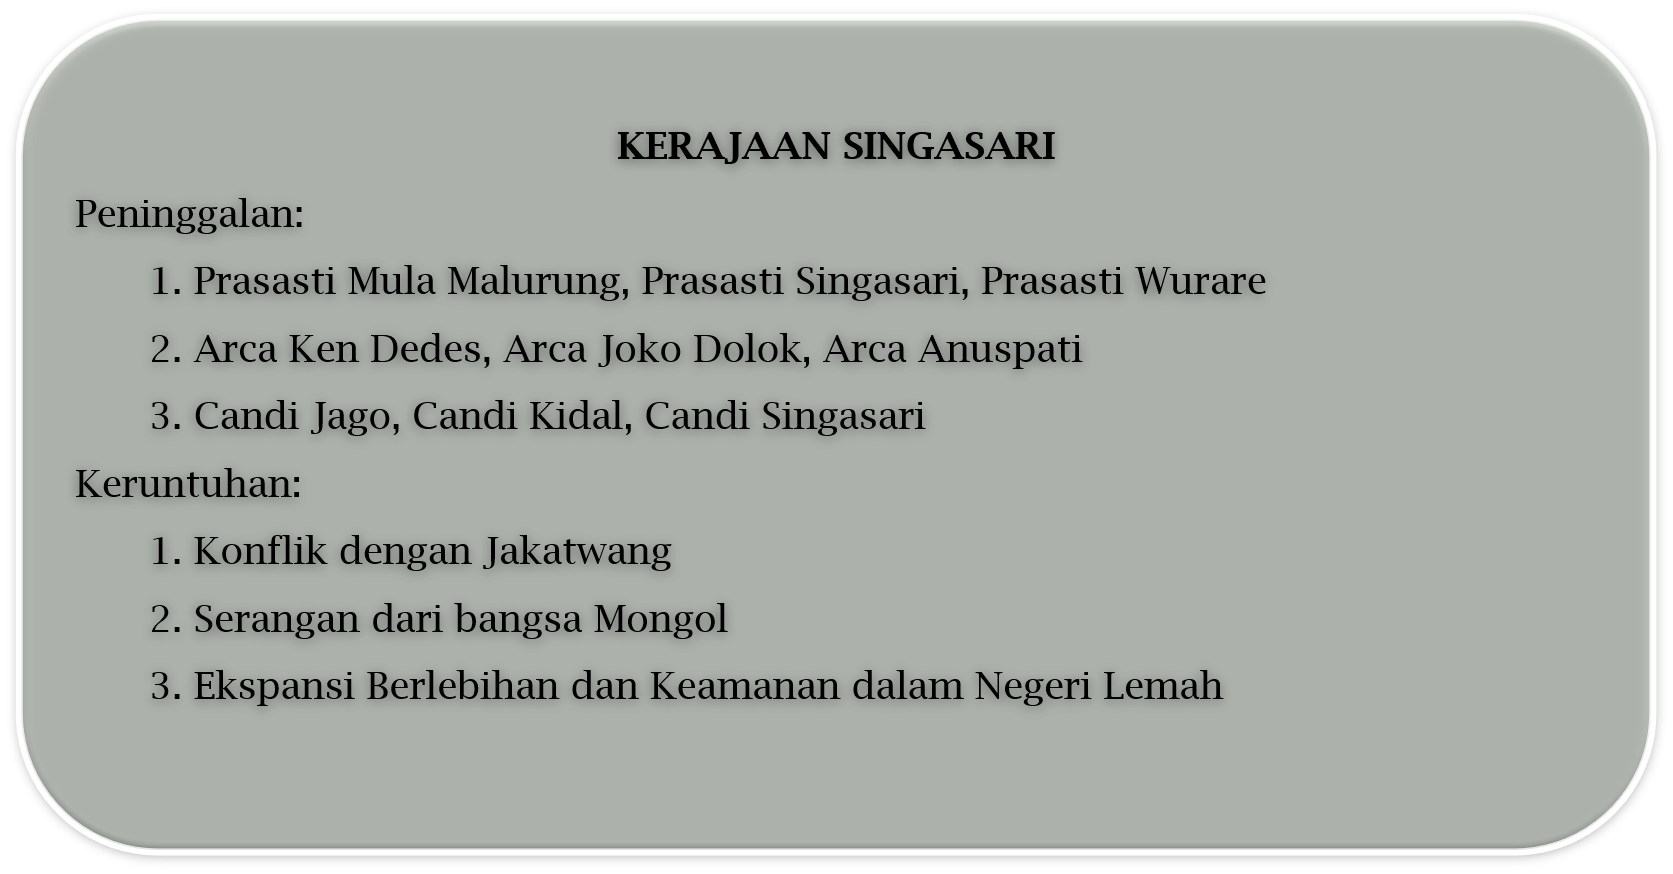 KERAJAAN SINGASARI
Peninggalan:
1. Prasasti Mula Malurung, Prasasti Singasari, Prasasti Wurare
2. Arca Ken Dedes, Arca Joko Dolok, Arca Anuspati
3. Candi Jago, Candi Kidal, Candi Singasari
Keruntuhan:
1. Konflik dengan Jakatwang
2. Serangan dari bangsa Mongol
3. Ekspansi Berlebihan dan Keamanan dalam Negeri Lemah